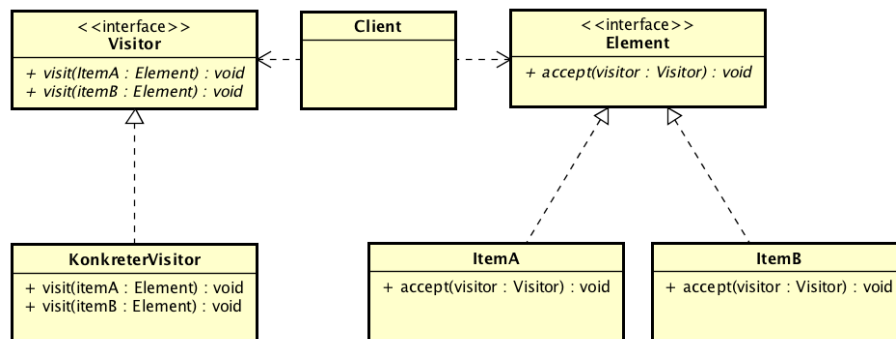 <<interface>>
Visitor
+ visit(ItemA : Element) : void
+ visit(itemB : Element) : void
Client
<<interface>>
Element
+ accept(visitor : Visitor) : void
KonkreterVisitor
+ visit(itemA : Element) : void
+ visit(itemB : Element) : void
ItemA
+ accept(visitor : Visitor) : void
ItemB
+ accept(visitor : Visitor) : void